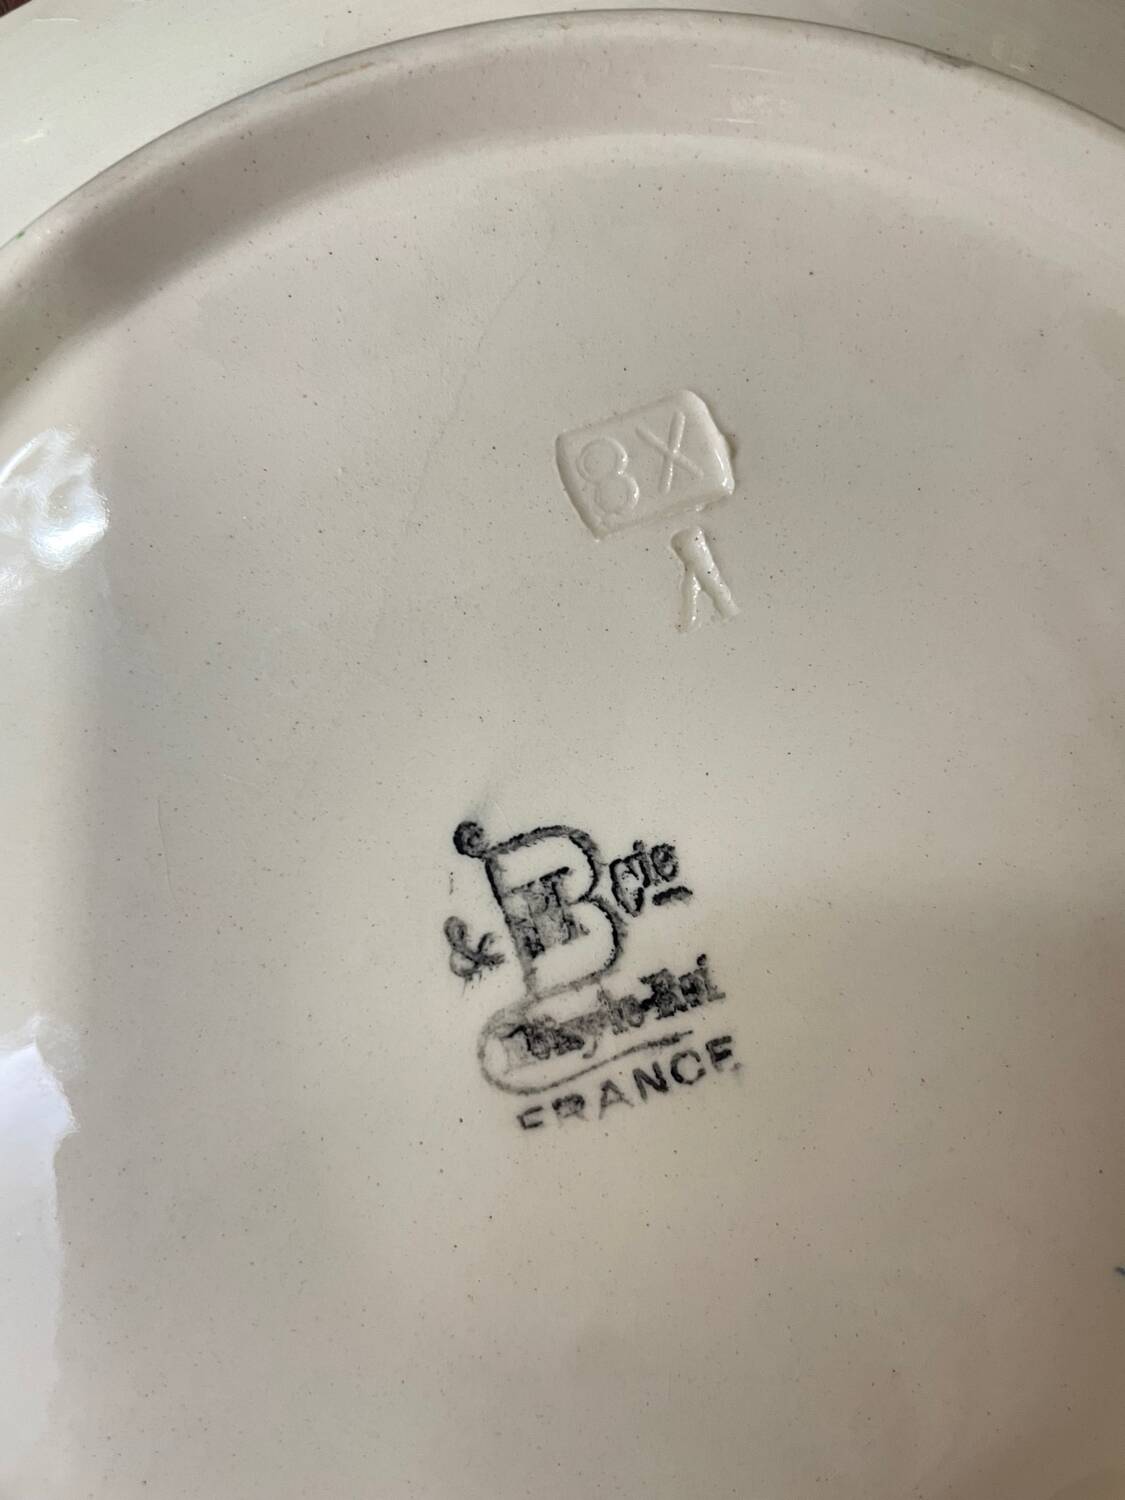 8X
HB & Cie
Choisy-le-Roi
FRANCE